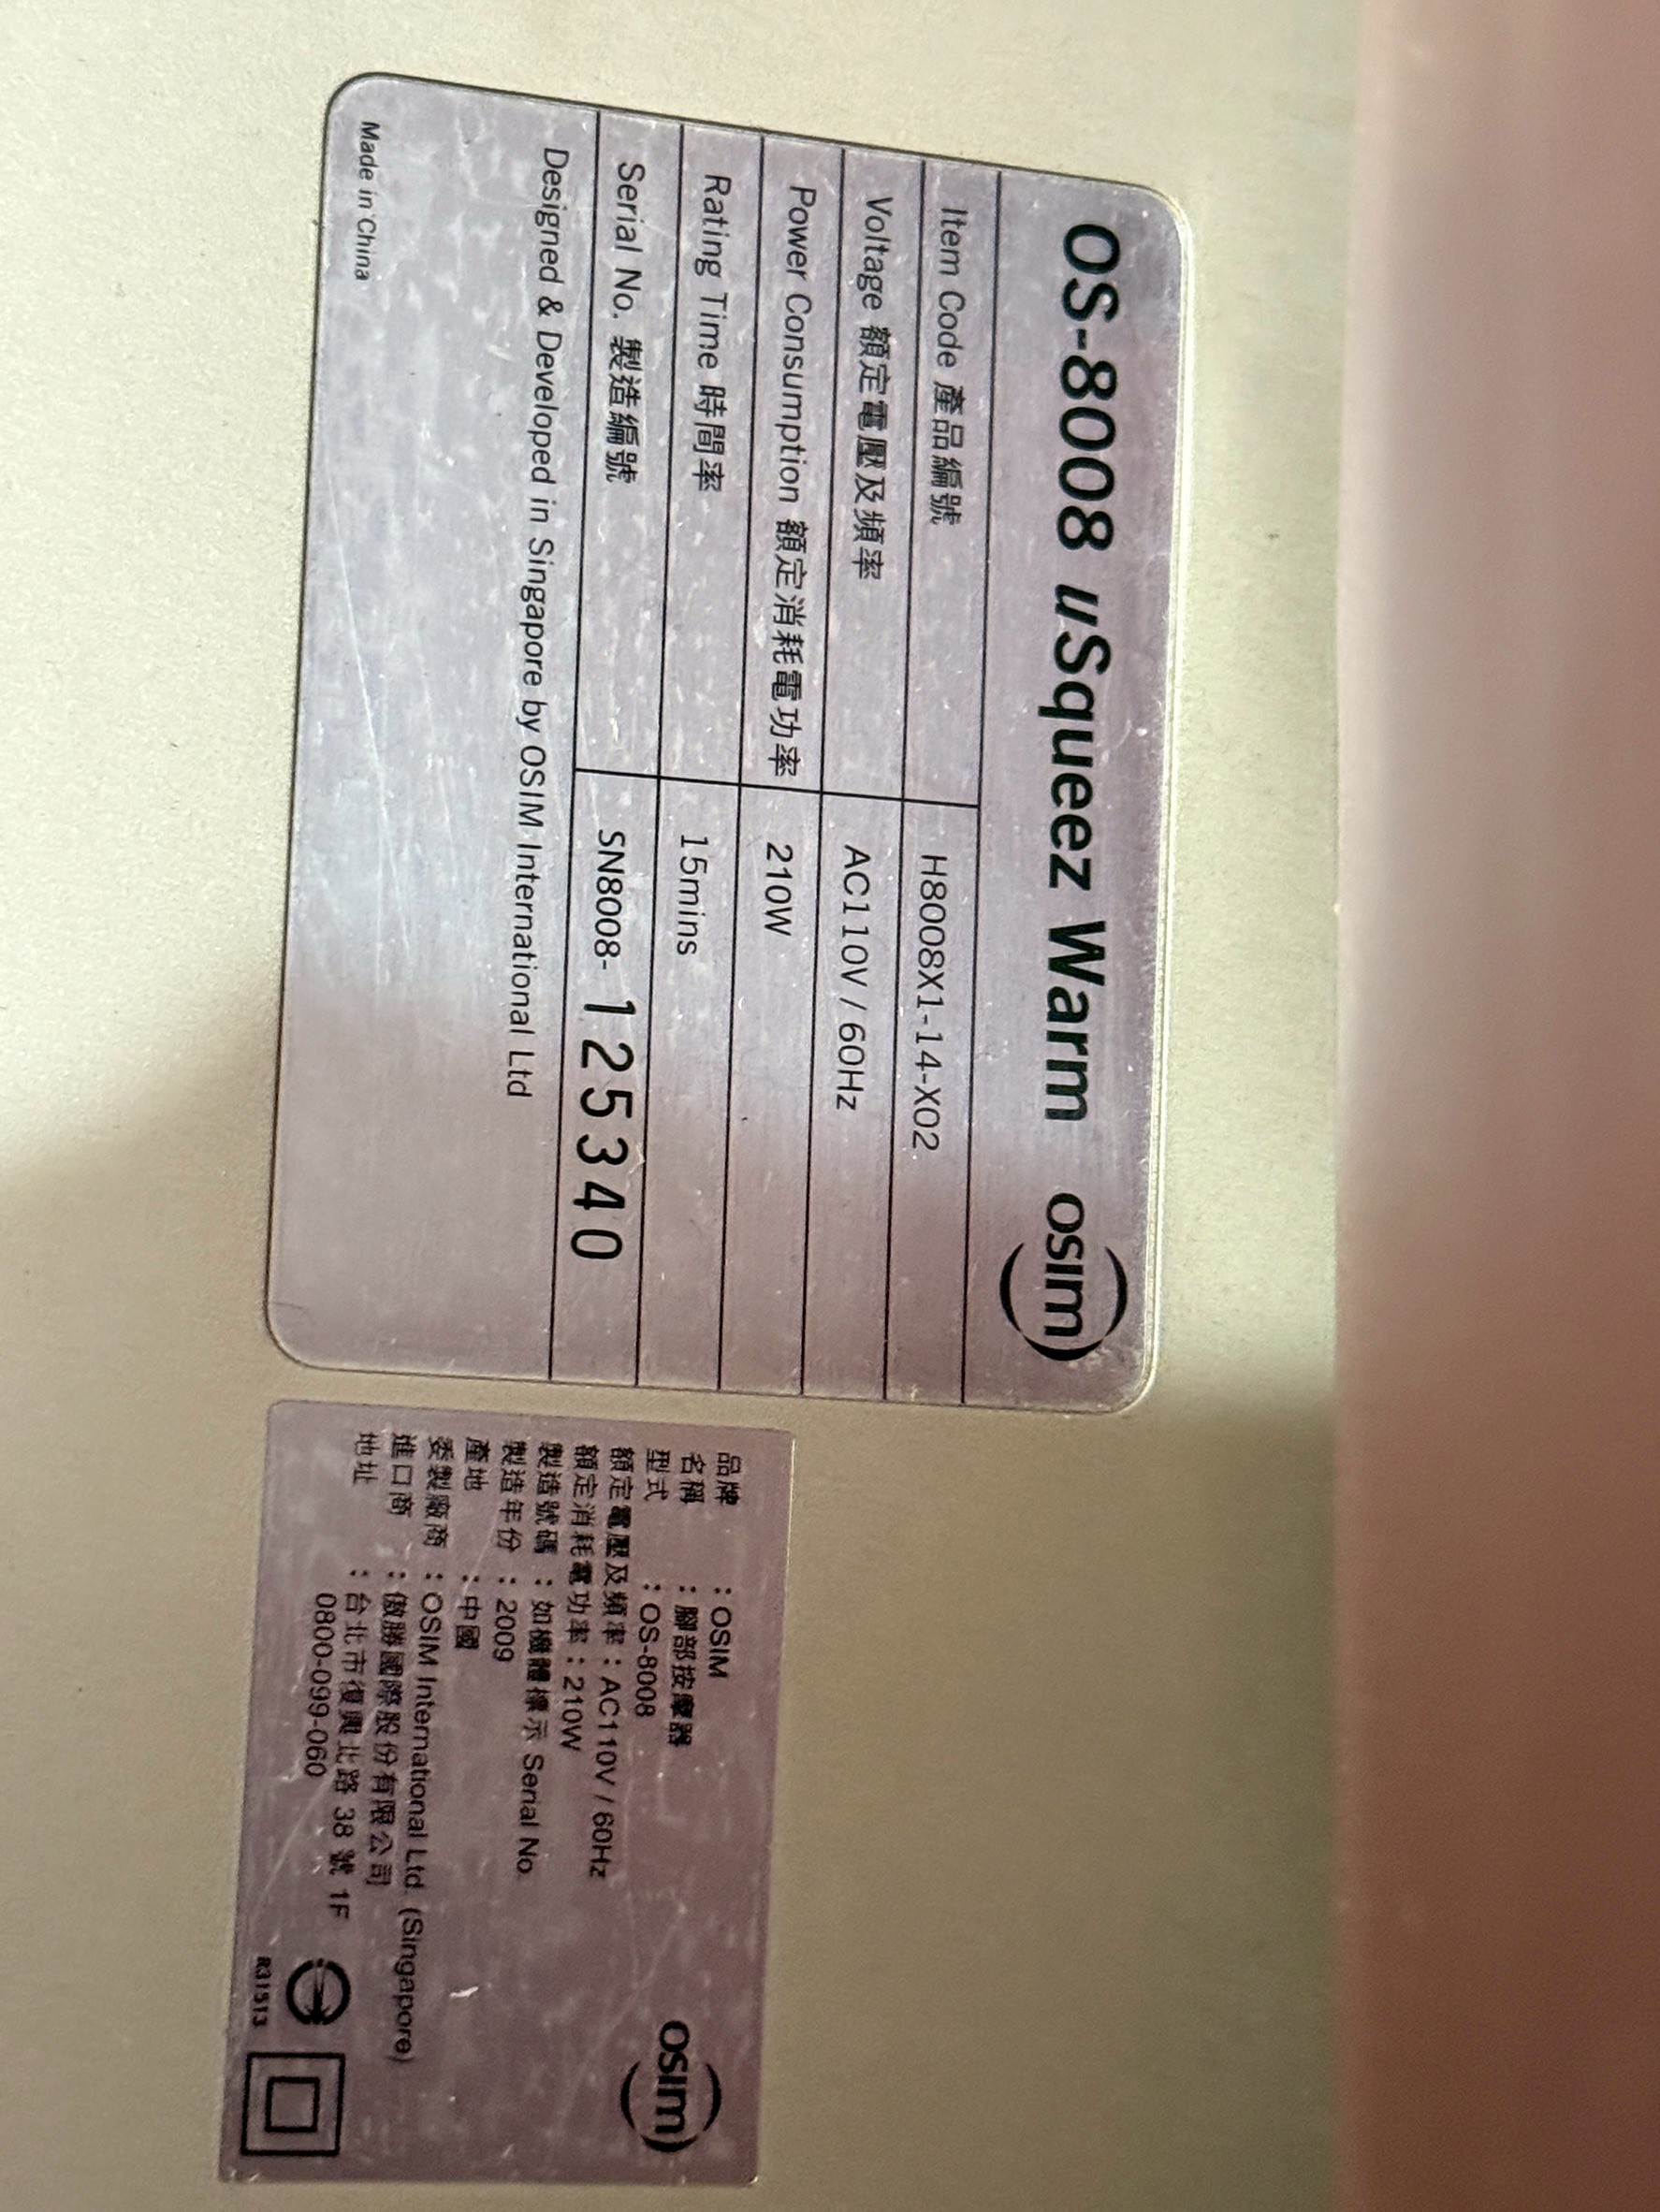 OS-8008 uSqueez Warm OSIM
Item Code 產品編號 H8008X1-14-X02
Voltage 額定電壓及頻率 AC110V / 60Hz
Power Consumption 額定消耗電功率 210W
Rating Time 時間率 15mins
Serial No. 製造編號 SN8008- 125340
Designed & Developed in Singapore by OSIM International Ltd
Made in China
品牌 : OSIM
名稱 : 腳部按摩器
型式 : OS-8008
額定電壓及頻率 : AC110V / 60Hz
額定消耗電功率 : 210W
製造號碼 : 如機體標示 Serial No.
製造年份 : 2009
產地 : 中國
委製廠商 : OSIM International Ltd. (Singapore)
進口商 : 傲勝國際股份有限公司
地址 : 台北市復興北路 38 號 1F
0800-099-060
OSIM
R31513